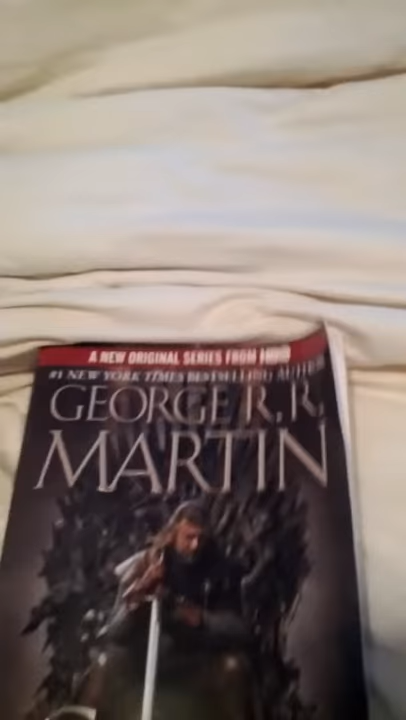 A NEW ORIGINAL SERIES FROM HBO
#1 NEW YORK TIMES BESTSELLING AUTHOR
GEORGE R. R.
MARTIN